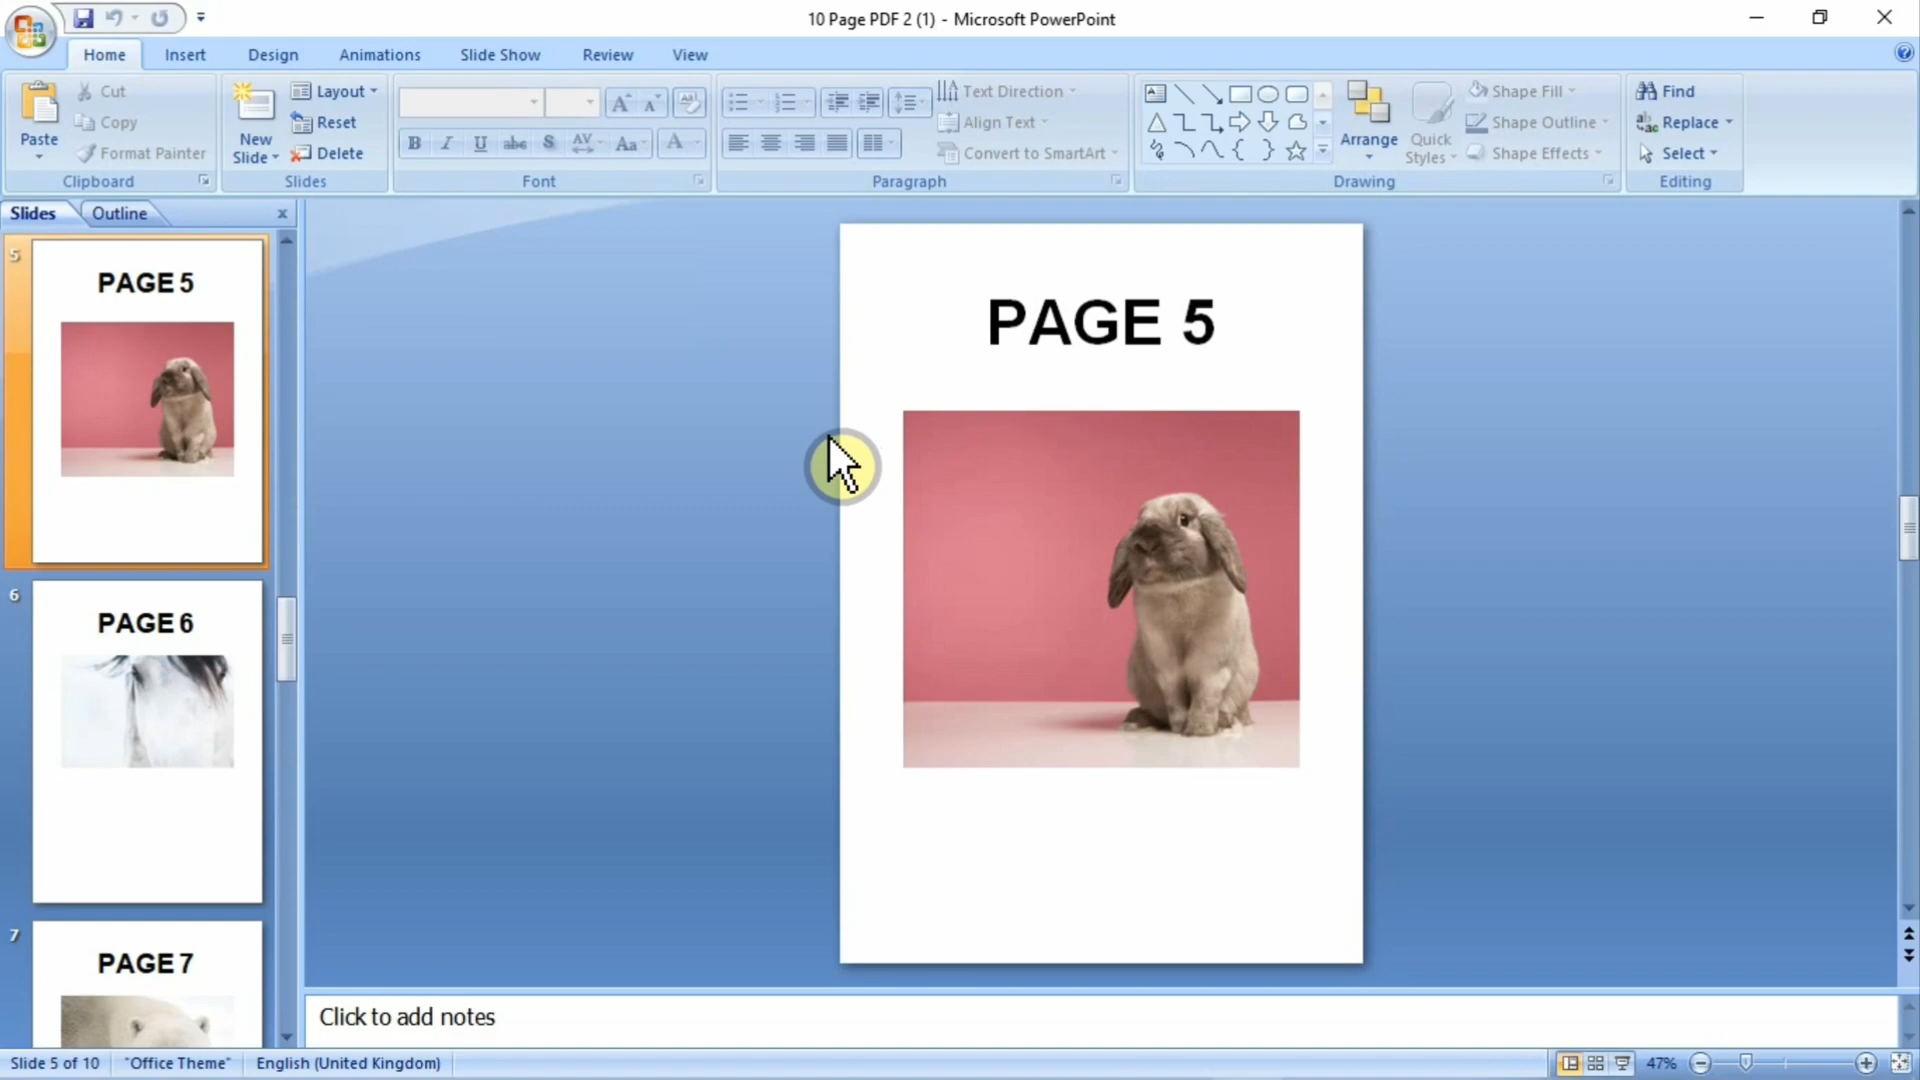 10 Page PDF 2 (1) - Microsoft PowerPoint
Home Insert Design Animations Slide Show Review View
Paste
Cut
Copy
Format Painter
Clipboard
New
Slide
Layout
Reset
Delete
Slides
B I U abc S AV Aa A
Font
Text Direction
Align Text
Convert to SmartArt
Paragraph
Arrange
Quick
Styles
Shape Fill
Shape Outline
Shape Effects
Drawing
Find
Replace
Select
Editing
Slides Outline x
5
PAGE 5
6
PAGE 6
7
PAGE 7
PAGE 5
Click to add notes
Slide 5 of 10 "Office Theme" English (United Kingdom) 47%